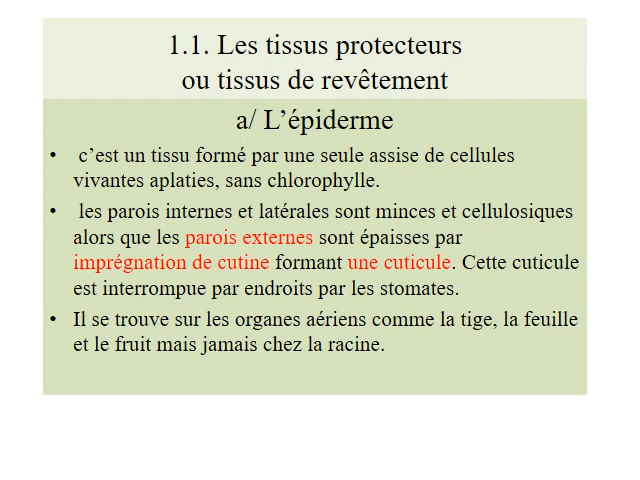 1.1. Les tissus protecteurs
ou tissus de revêtement
a/ L’épiderme
• c’est un tissu formé par une seule assise de cellules
vivantes aplaties, sans chlorophylle.
• les parois internes et latérales sont minces et cellulosiques
alors que les parois externes sont épaisses par
imprégnation de cutine formant une cuticule. Cette cuticule
est interrompue par endroits par les stomates.
• Il se trouve sur les organes aériens comme la tige, la feuille
et le fruit mais jamais chez la racine.